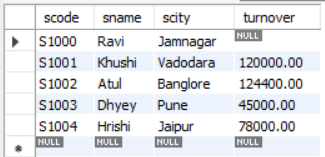 scode sname scity turnover
S1000 Ravi Jamnagar NULL
S1001 Khushi Vadodara 120000.00
S1002 Atul Banglore 124400.00
S1003 Dhyey Pune 45000.00
S1004 Hrishi Jaipur 78000.00
NULL NULL NULL NULL